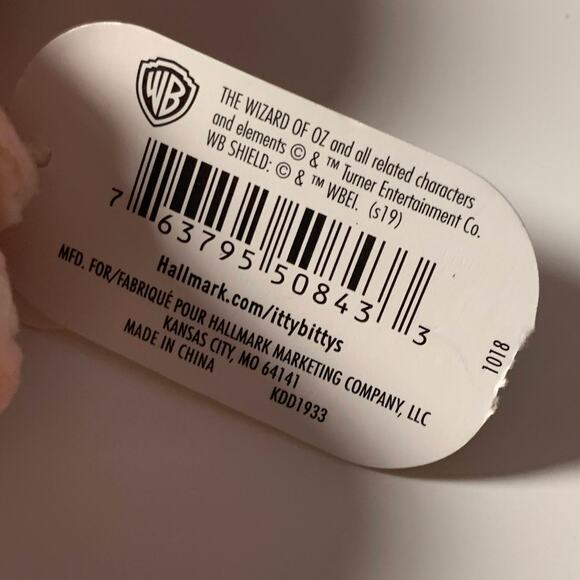 WB
THE WIZARD OF OZ and all related characters
and elements © & ™ Turner Entertainment Co.
WB SHIELD: © & ™ WBEI. (s19)
7 63795 50843 3
Hallmark.com/ittybittys
MFD. FOR/FABRIQUÉ POUR HALLMARK MARKETING COMPANY, LLC
KANSAS CITY, MO 64141
MADE IN CHINA
KDD1933
1018